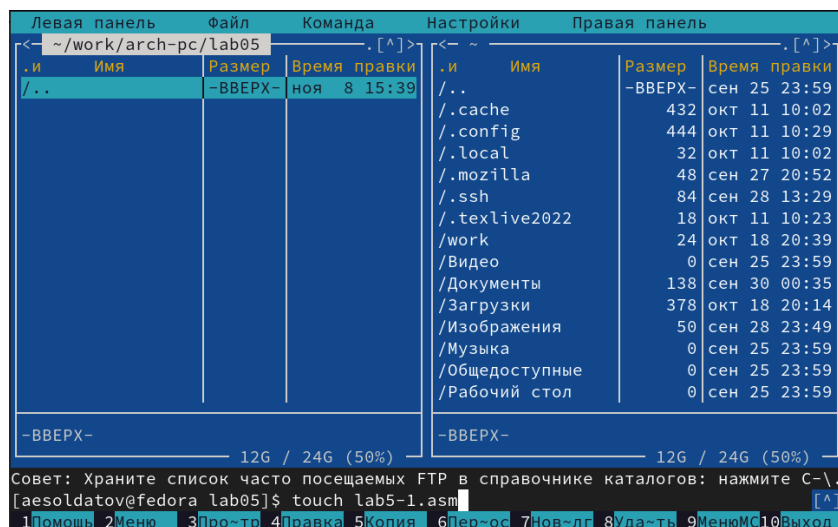 Левая панель Файл Команда Настройки Правая панель
<─ ~/work/arch-pc/lab05 .[^]>
.и Имя Размер Время правки
/.. -ВВЕРХ- ноя 8 15:39
-ВВЕРХ-
12G / 24G (50%)
<─ ~ .[^]>
.и Имя Размер Время правки
/.. -ВВЕРХ- сен 25 23:59
/.cache 432 окт 11 10:02
/.config 444 окт 11 10:29
/.local 32 окт 11 10:02
/.mozilla 48 сен 27 20:52
/.ssh 84 сен 28 13:29
/.texlive2022 18 окт 11 10:23
/work 24 окт 18 20:39
/Видео 0 сен 25 23:59
/Документы 138 сен 30 00:35
/Загрузки 378 окт 18 20:14
/Изображения 50 сен 28 23:49
/Музыка 0 сен 25 23:59
/Общедоступные 0 сен 25 23:59
/Рабочий стол 0 сен 25 23:59
-ВВЕРХ-
12G / 24G (50%)
Совет: Храните список часто посещаемых FTP в справочнике каталогов: нажмите C-\.
[aesoldatov@fedora lab05]$ touch lab5-1.asm [^]
1Помощь 2Меню 3Про~тр 4Правка 5Копия 6Пер~ос 7Нов~лг 8Уда~ть 9МенюMC 10Выход